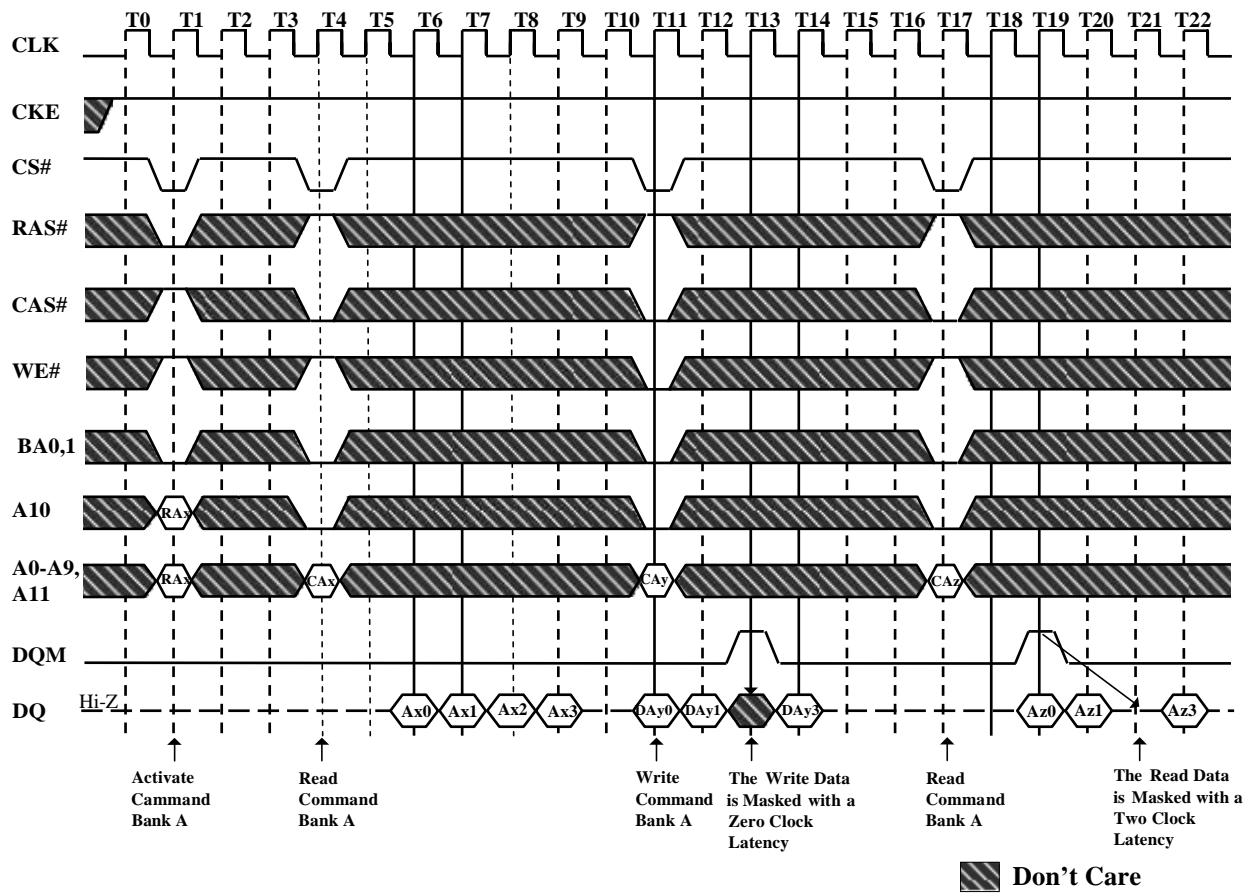 T0 T1 T2 T3 T4 T5 T6 T7 T8 T9 T10 T11 T12 T13 T14 T15 T16 T17 T18 T19 T20 T21 T22
CLK
CKE
CS#
RAS#
CAS#
WE#
BA0,1
A10 RAx
A0-A9,
A11 RAx CAx CAy CAz
DQM
DQ Hi-Z Ax0 Ax1 Ax2 Ax3 DAy0 DAy1 DAy3 Az0 Az1 Az3
Activate
Cammand
Bank A
Read
Command
Bank A
Write
Command
Bank A
The Write Data
is Masked with a
Zero Clock
Latency
Read
Command
Bank A
The Read Data
is Masked with a
Two Clock
Latency
Don't Care